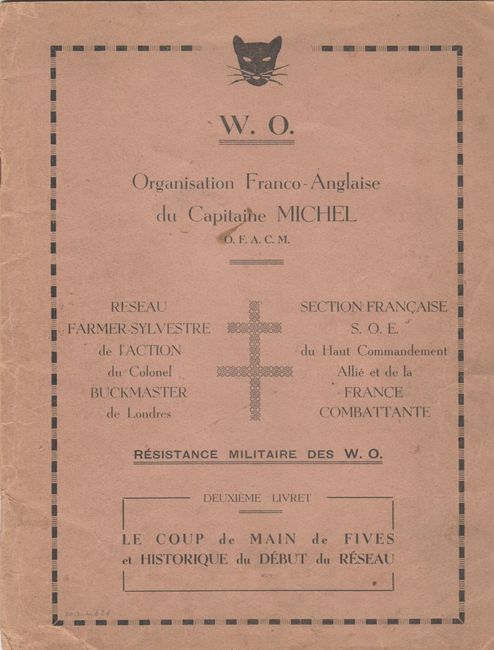 W. O.
Organisation Franco-Anglaise
du Capitaine MICHEL
O. F. A. C. M.
RESEAU
FARMER-SYLVESTRE
de l'ACTION
du Colonel
BUCKMASTER
de Londres
SECTION FRANÇAISE
S. O. E.
du Haut Commandement
Allié et de la
FRANCE
COMBATTANTE
RÉSISTANCE MILITAIRE DES W. O.
DEUXIÈME LIVRET
LE COUP de MAIN de FIVES
et HISTORIQUE du DÉBUT du RÉSEAU